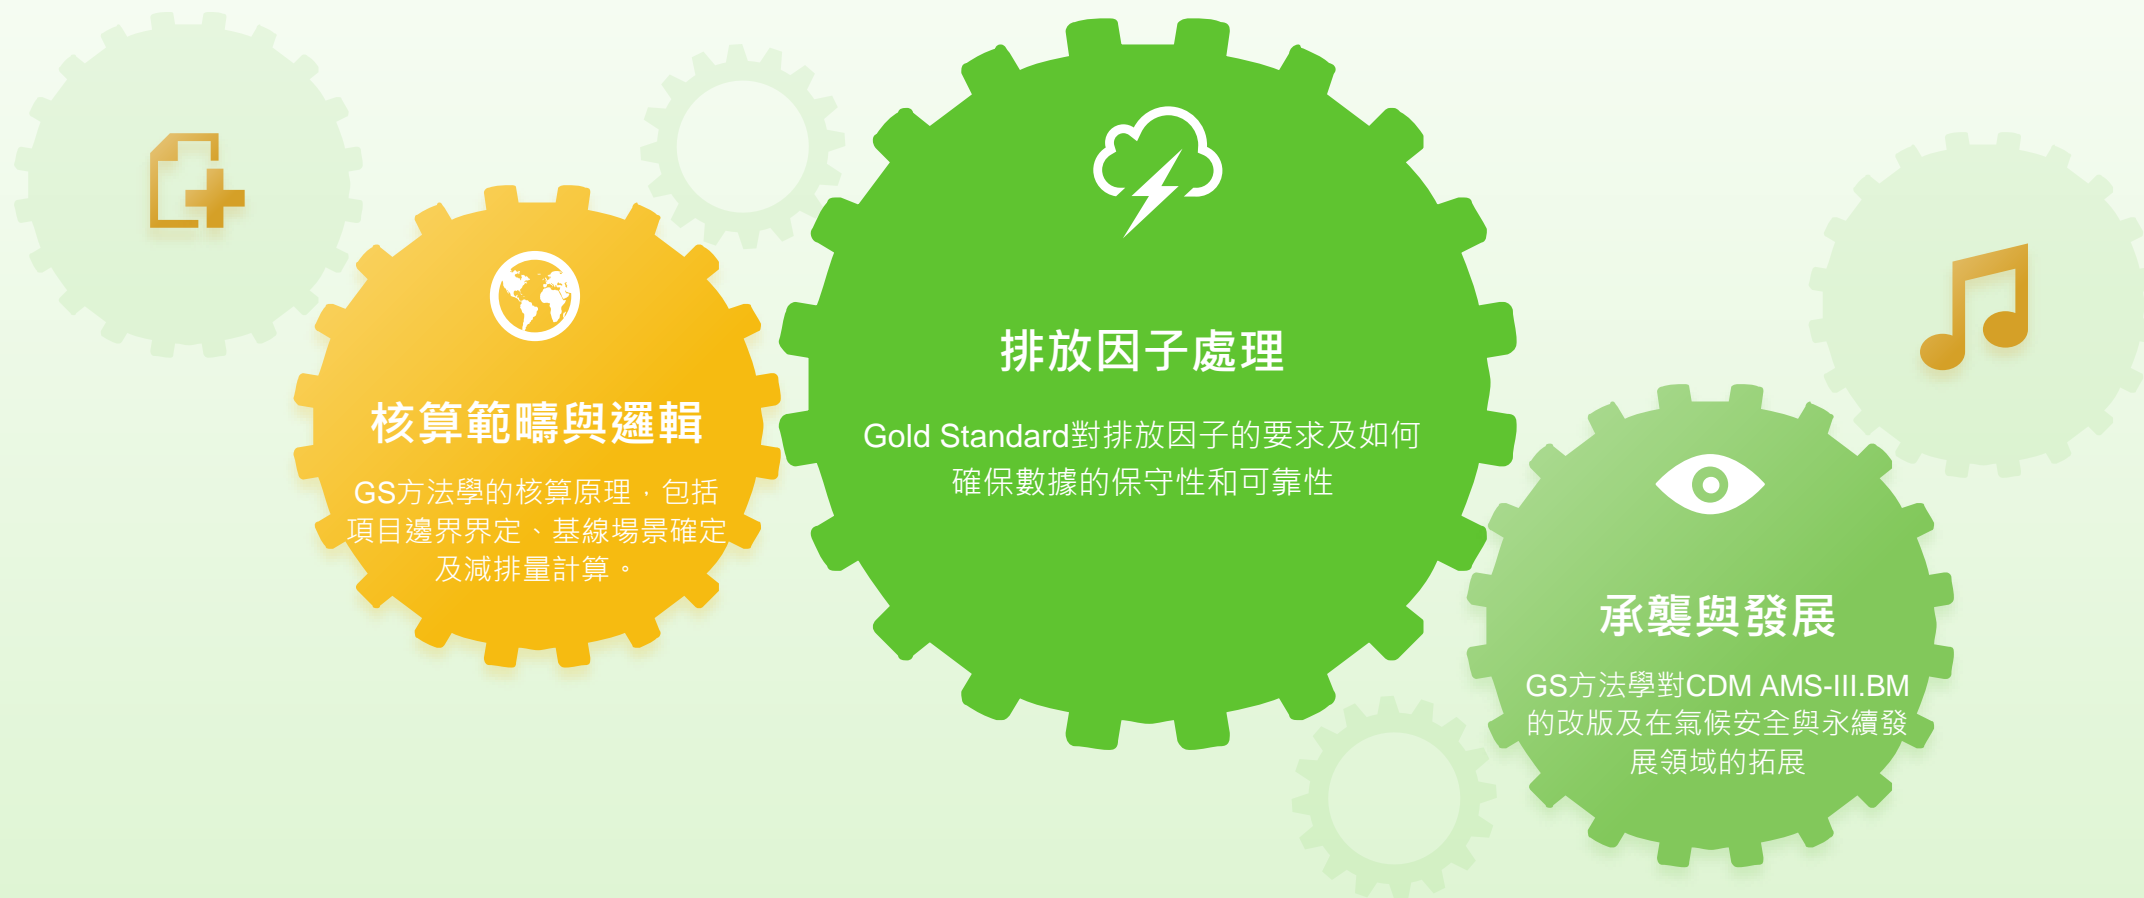 核算範疇與邏輯
GS方法學的核算原理，包括
項目邊界界定、基線場景確定
及減排量計算。
排放因子處理
Gold Standard對排放因子的要求及如何
確保數據的保守性和可靠性
承襲與發展
GS方法學對CDM AMS-III.BM
的改版及在氣候安全與永續發
展領域的拓展